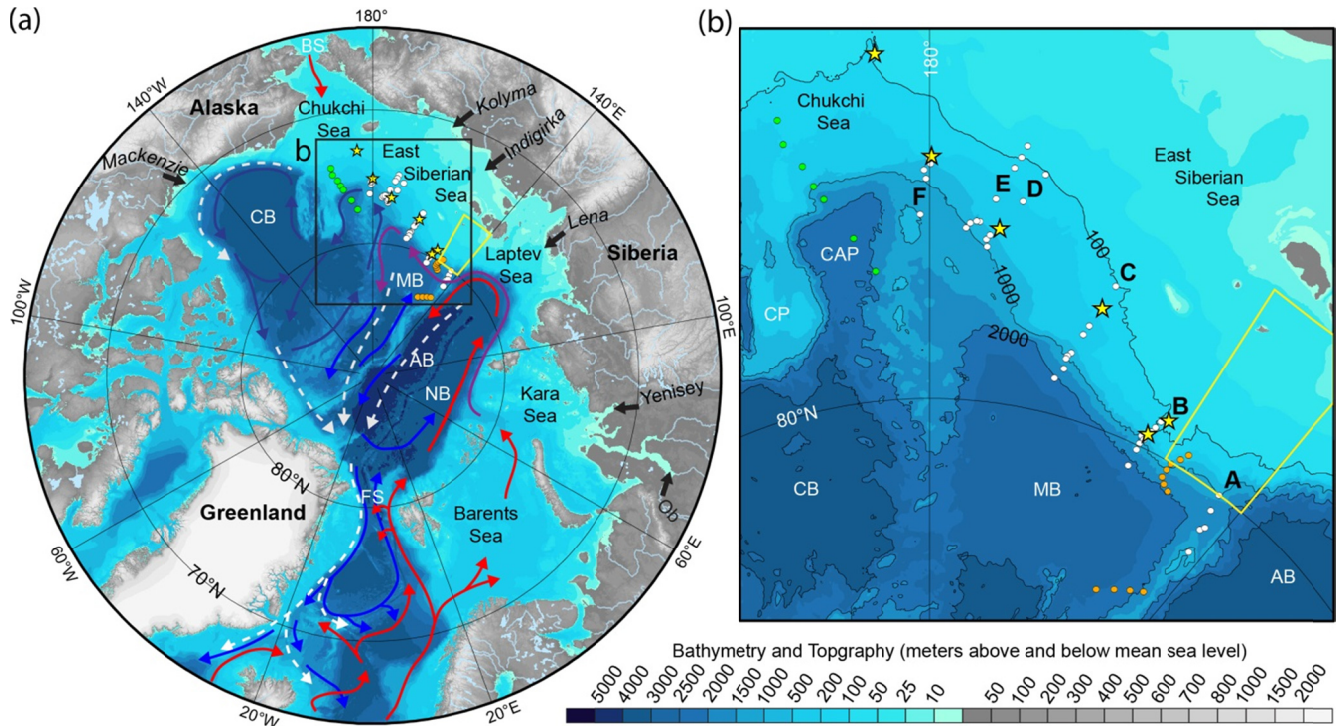 (a)
180°
BS
140°W
140°E
Alaska
Chukchi
Sea
Kolyma
Indigirka
Mackenzie
b
East
Siberian
Sea
CB
Lena
Laptev
Sea
Siberia
MB
100°W
100°E
AB
NB
Kara
Sea
Yenisey
80°N
FS
Ob
Greenland
Barents
Sea
60°W
60°E
70°N
20°W
20°E
(b)
180°
Chukchi
Sea
East
Siberian
Sea
E
D
F
100
CAP
C
1000
CP
2000
B
80°N
A
CB
MB
AB
Bathymetry and Topgraphy (meters above and below mean sea level)
5000
4000
3000
2500
2000
1500
1000
500
200
100
50
25
10
50
100
200
300
400
500
600
700
1000
1500
2000